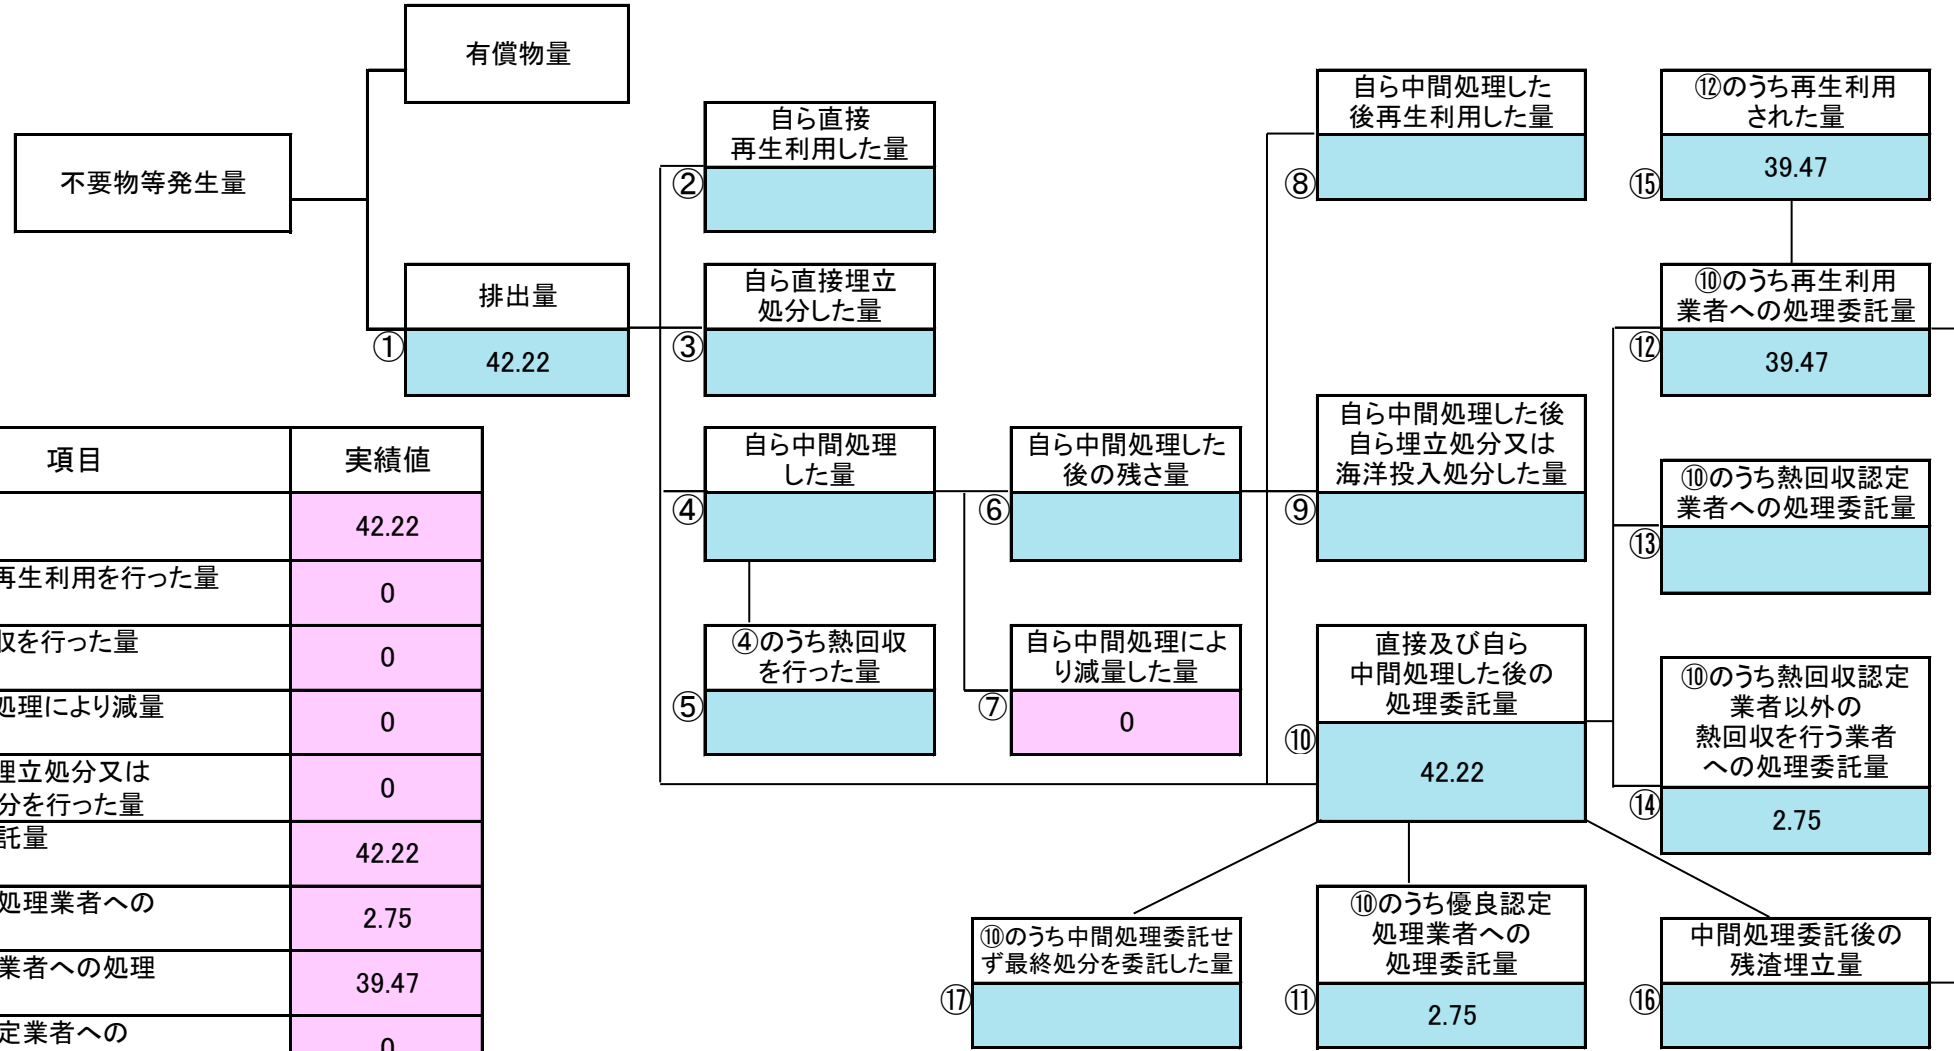 有償物量
不要物等発生量
排出量
①
42.22
自ら直接
再生利用した量
②
自ら直接埋立
処分した量
③
自ら中間処理
した量
④
④のうち熱回収
を行った量
⑤
自ら中間処理した
後の残さ量
⑥
自ら中間処理によ
り減量した量
⑦
0
自ら中間処理した
後再生利用した量
⑧
自ら中間処理した後
自ら埋立処分又は
海洋投入処分した量
⑨
直接及び自ら
中間処理した後の
処理委託量
⑩
42.22
⑫のうち再生利用
された量
⑮
39.47
⑩のうち再生利用
業者への処理委託量
⑫
39.47
⑩のうち熱回収認定
業者への処理委託量
⑬
⑩のうち熱回収認定
業者以外の
熱回収を行う業者
への処理委託量
⑭
2.75
⑩のうち中間処理委託せ
ず最終処分を委託した量
⑰
⑩のうち優良認定
処理業者への
処理委託量
⑪
2.75
中間処理委託後の
残渣埋立量
⑯
項目 実績値
42.22
再生利用を行った量
0
収を行った量
0
処理により減量
0
埋立処分又は
分を行った量
0
託量
42.22
処理業者への
2.75
業者への処理
39.47
定業者への
0